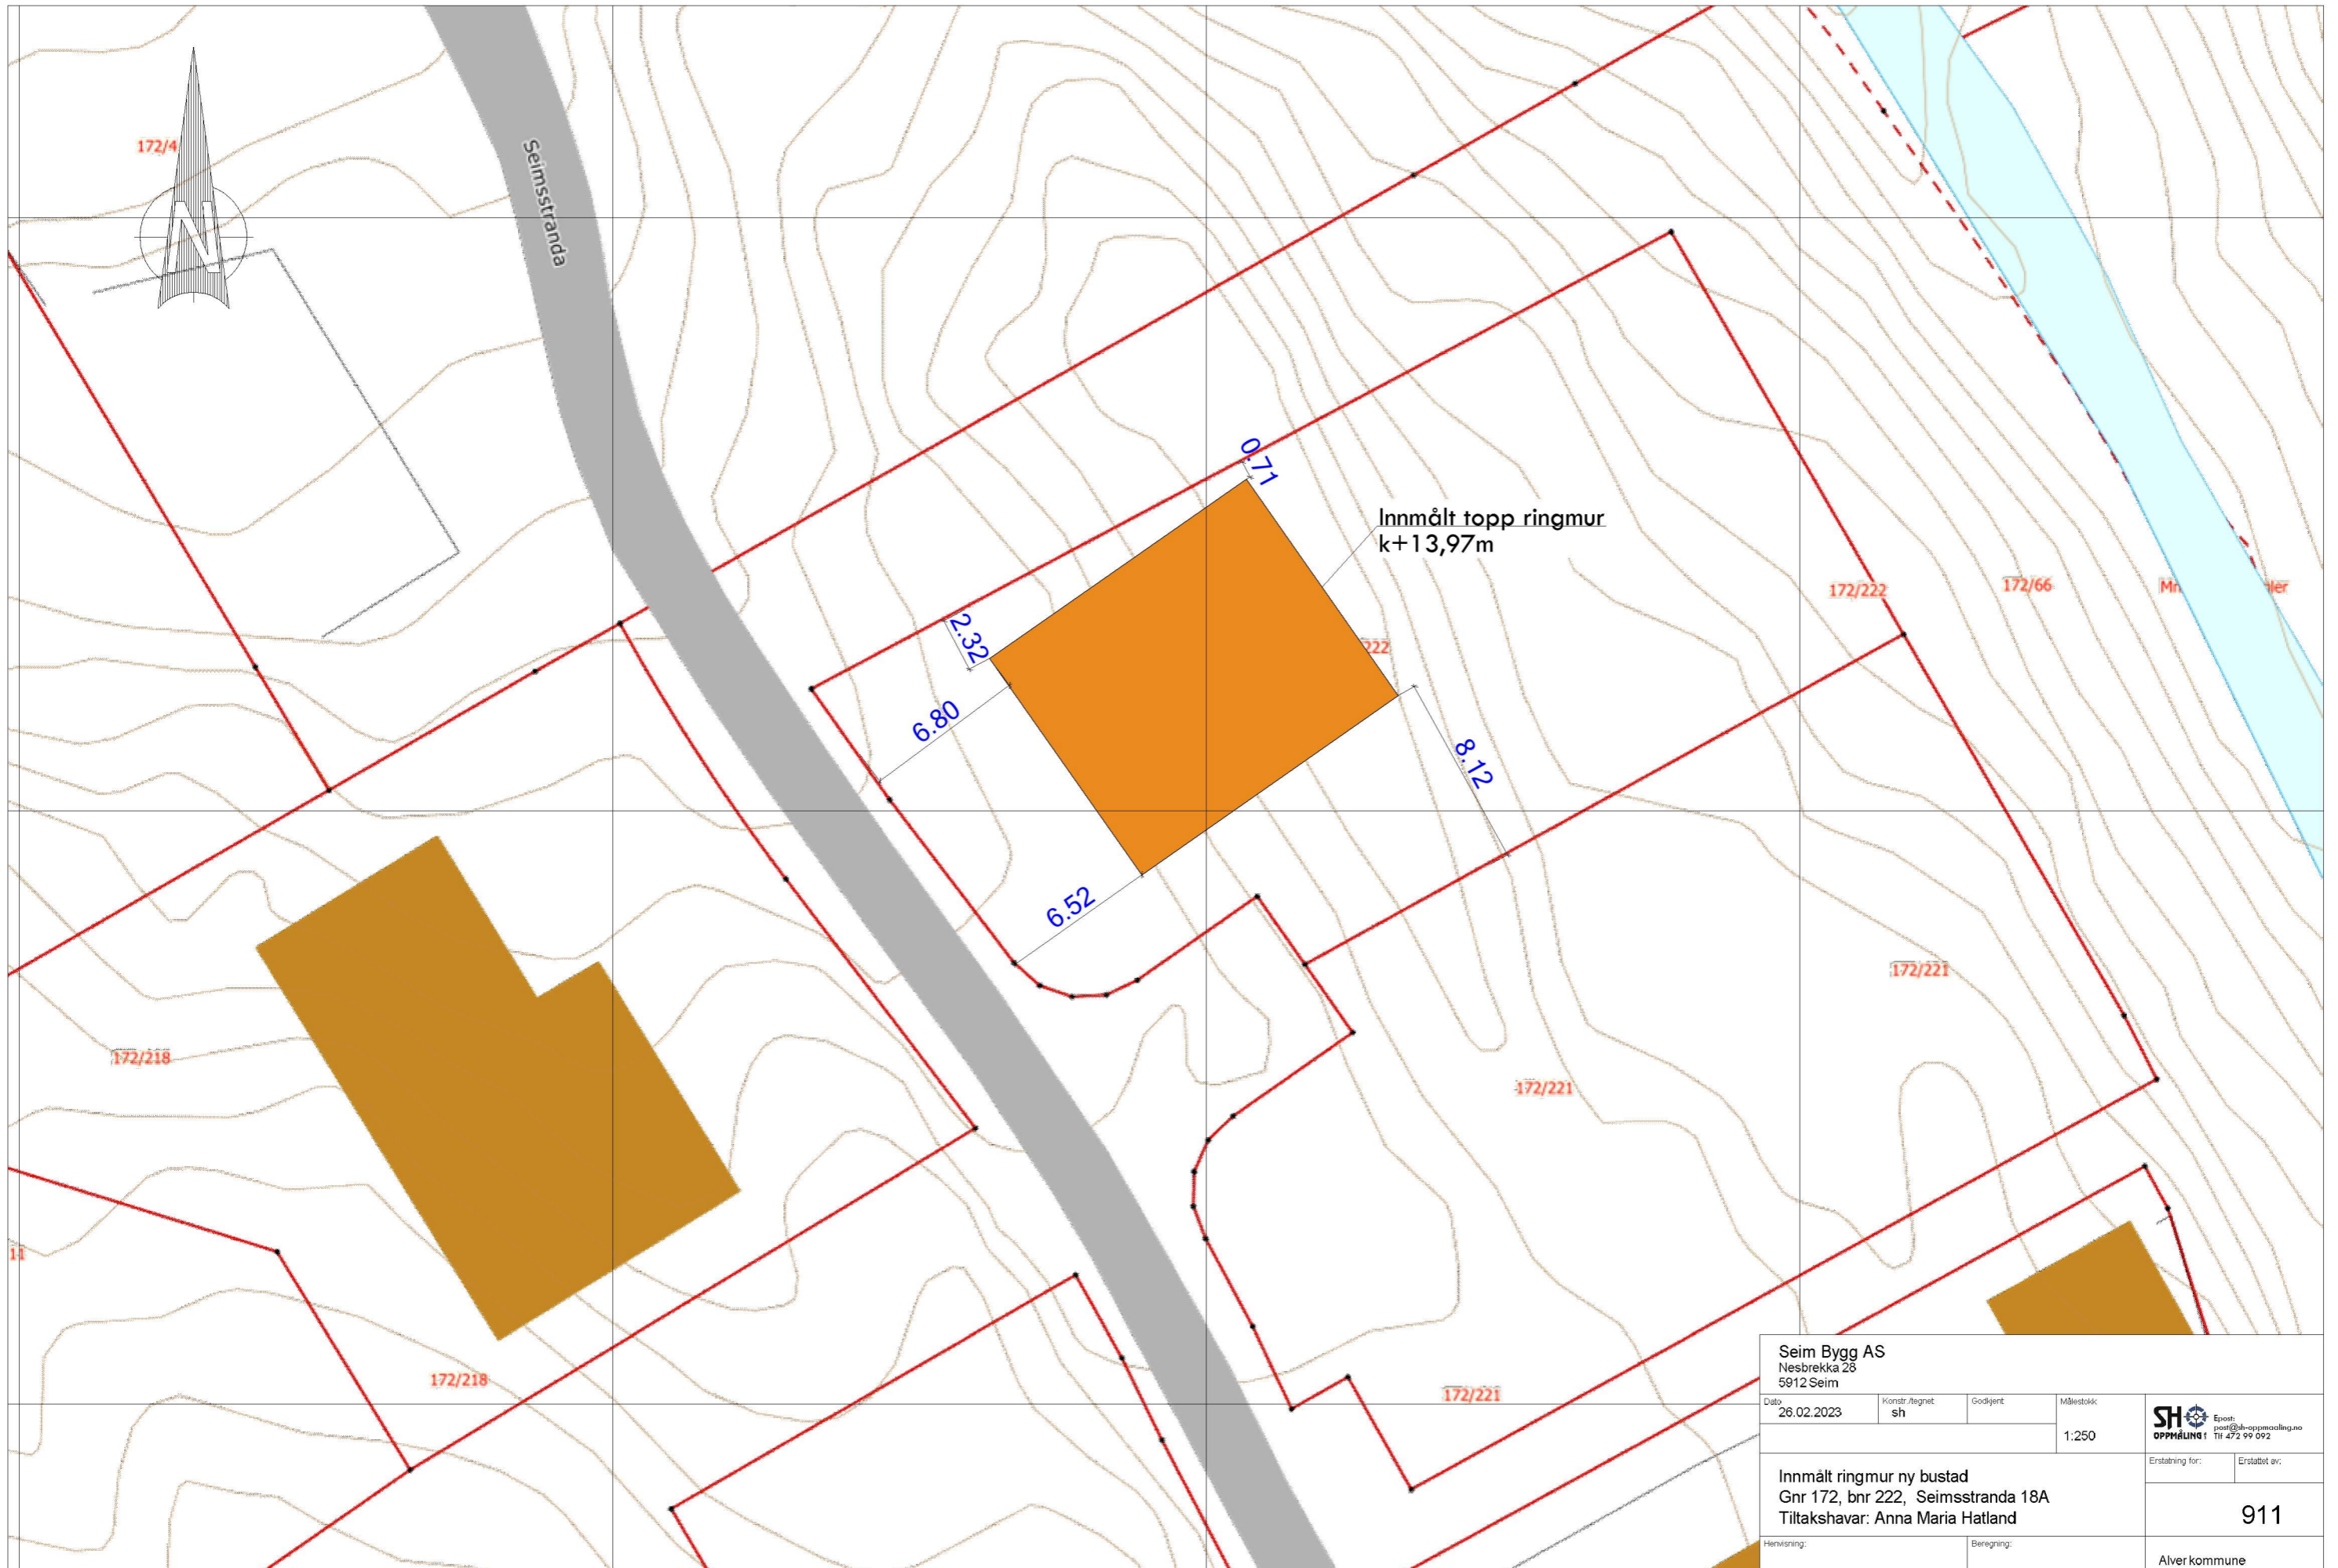 172/4
N
Seimsstranda
0.71
Innmålt topp ringmur
k+13,97m
2.32
222
172/222
172/66
6.80
8.12
6.52
172/221
172/218
172/221
11
172/218
172/221
Seim Bygg AS
Nesbrekka 28
5912 Seim
Dato
26.02.2023
Konstr./tegnet
sh
Godkjent
Målestokk
1:250
SH
OPPMÅLING
Epost:
post@sh-oppmaaling.no
Tlf 472 99 092
Innmålt ringmur ny bustad
Gnr 172, bnr 222, Seimsstranda 18A
Tiltakshavar: Anna Maria Hatland
Erstatning for:
Erstattet av:
911
Henvisning:
Beregning:
Alver kommune